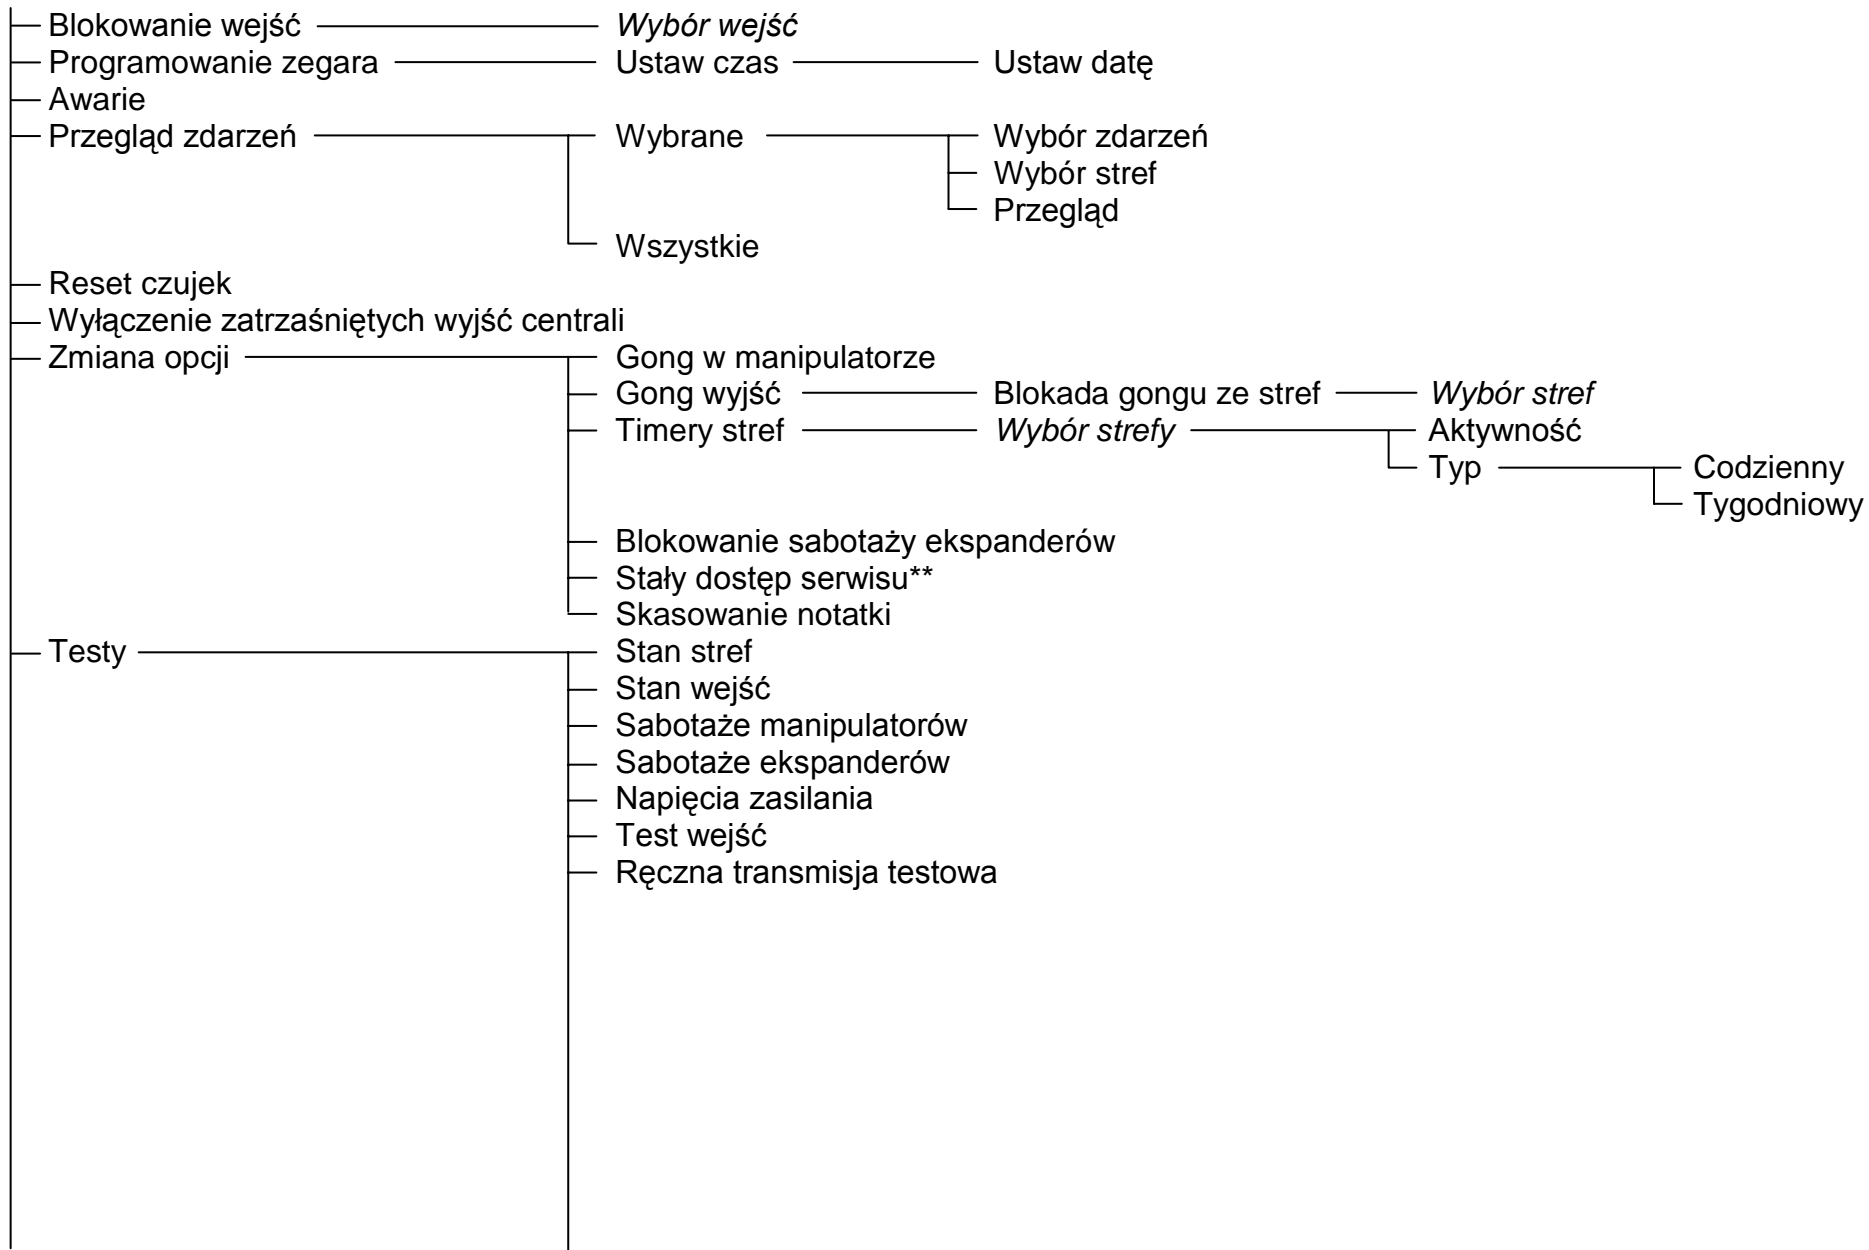 Blokowanie wejść Wybór wejść
Programowanie zegara Ustaw czas Ustaw datę
Awarie
Przegląd zdarzeń Wybrane Wybór zdarzeń
Wybór stref
Przegląd
Wszystkie
Reset czujek
Wyłączenie zatrzaśniętych wyjść centrali
Zmiana opcji Gong w manipulatorze
Gong wyjść Blokada gongu ze stref Wybór stref
Timery stref Wybór strefy Aktywność
Typ Codzienny
Tygodniowy
Blokowanie sabotaży ekspanderów
Stały dostęp serwisu**
Skasowanie notatki
Testy Stan stref
Stan wejść
Sabotaże manipulatorów
Sabotaże ekspanderów
Napięcia zasilania
Test wejść
Ręczna transmisja testowa